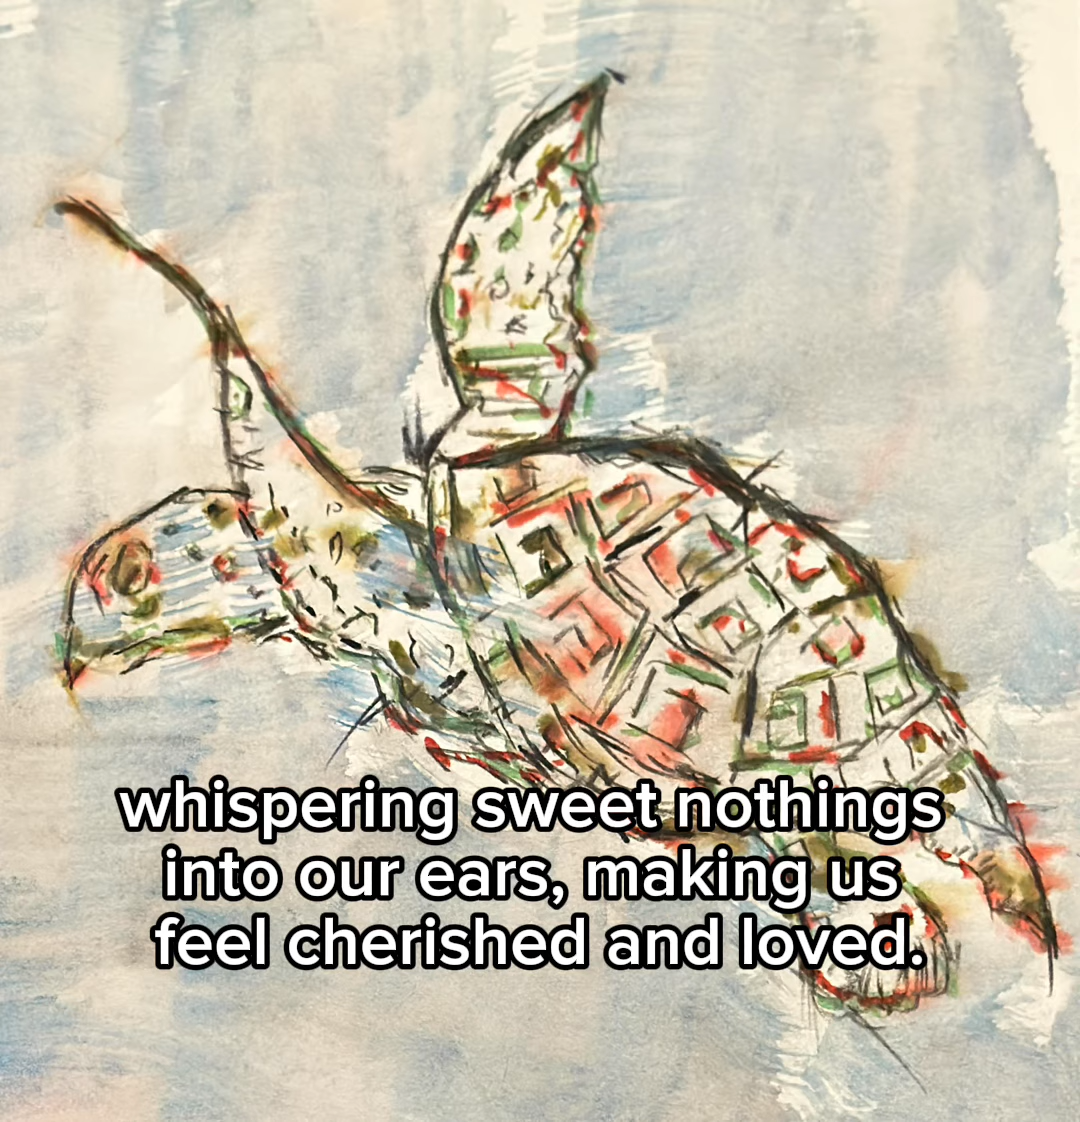 whispering sweet nothings
into our ears, making us
feel cherished and loved.